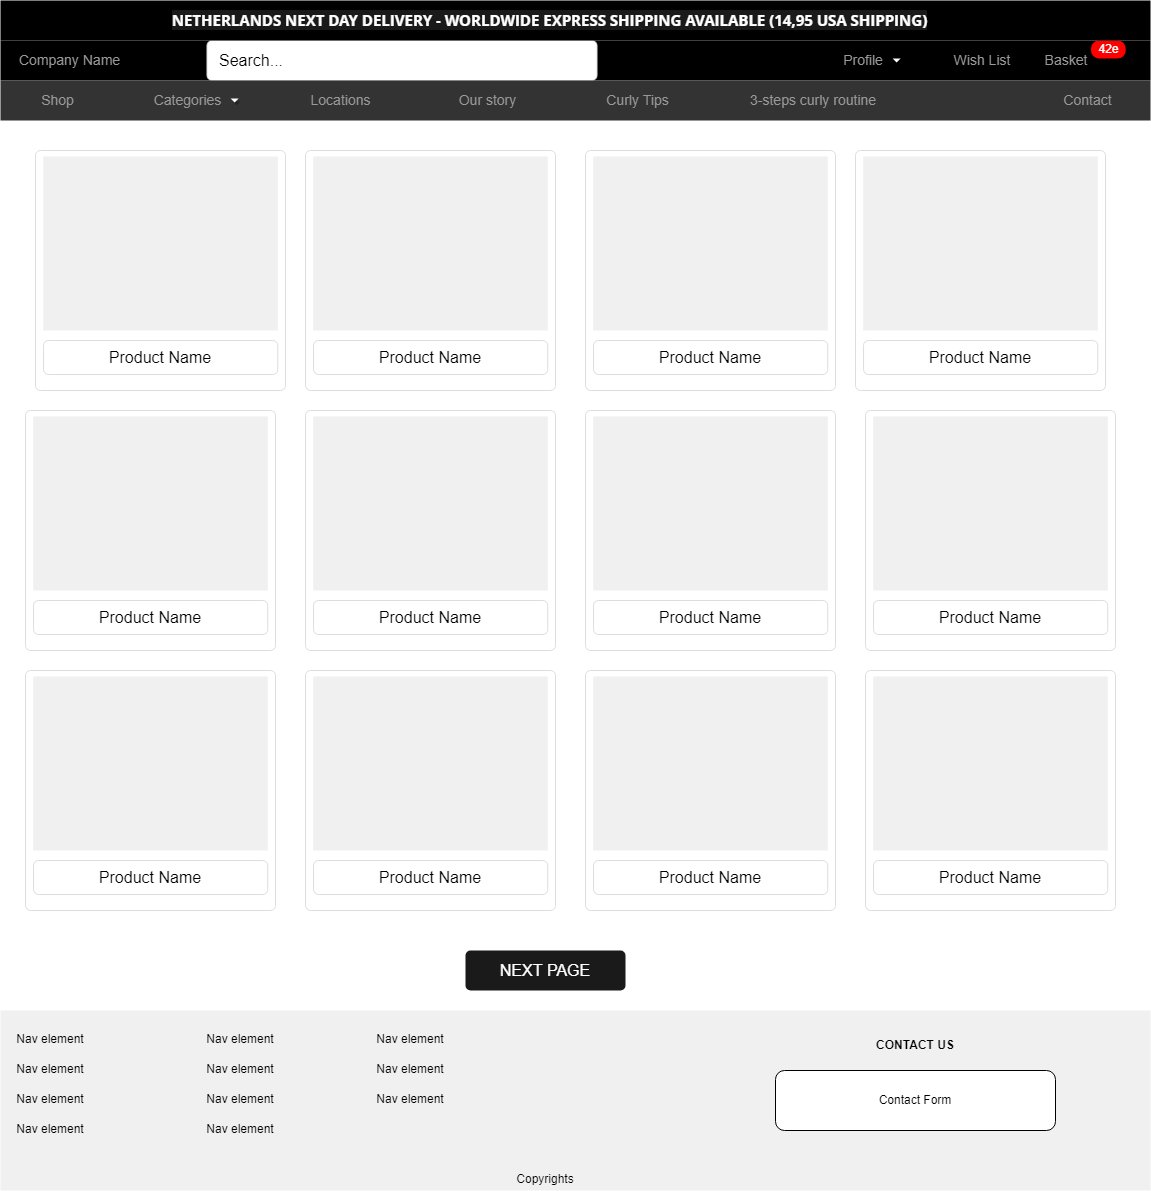 NETHERLANDS NEXT DAY DELIVERY - WORLDWIDE EXPRESS SHIPPING AVAILABLE (14,95 USA SHIPPING)
Company Name Search... Profile Wish List Basket 42e
Shop Categories Locations Our story Curly Tips 3-steps curly routine Contact
Product Name Product Name Product Name Product Name
Product Name Product Name Product Name Product Name
Product Name Product Name Product Name Product Name
NEXT PAGE
Nav element Nav element Nav element CONTACT US
Nav element Nav element Nav element
Nav element Nav element Nav element Contact Form
Nav element Nav element
Copyrights